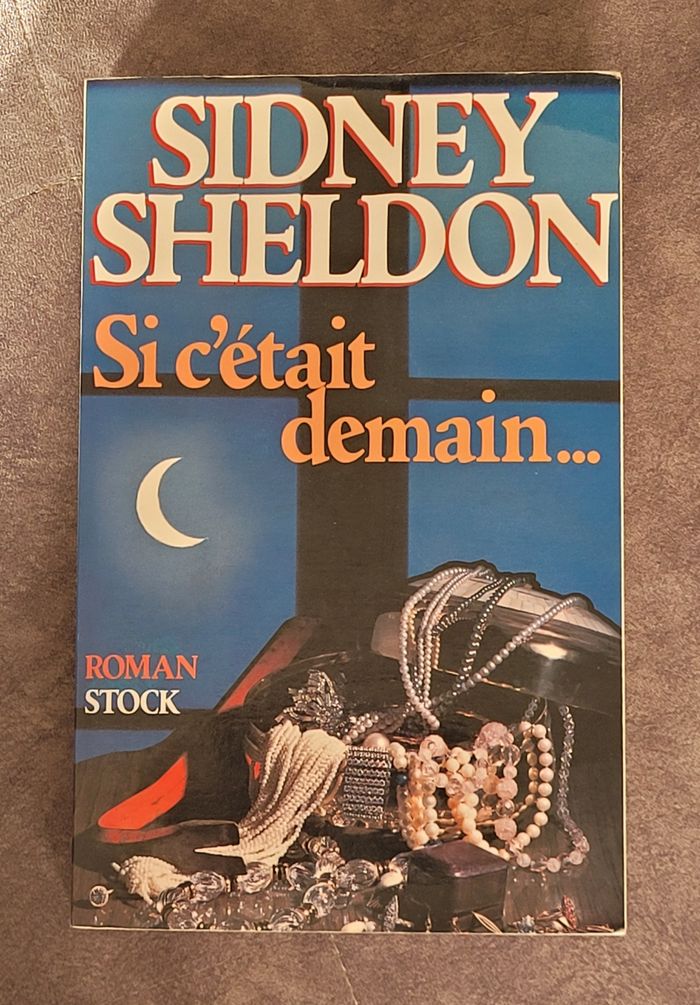 SIDNEY
SHELDON
Si c'était
demain...
ROMAN
STOCK